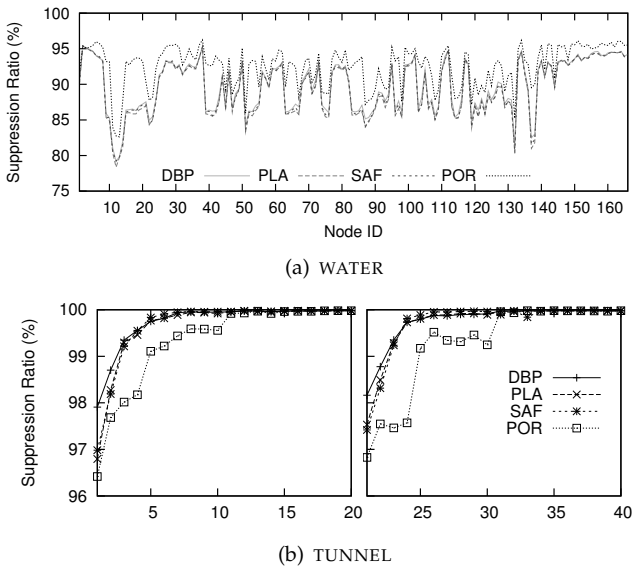 Suppression Ratio (%)
100
95
90
85
80
75
DBP PLA SAF POR
10 20 30 40 50 60 70 80 90 100 110 120 130 140 150 160
Node ID
(a) WATER
Suppression Ratio (%)
100
99
98
97
96
DBP
PLA
SAF
POR
5 10 15 20 25 30 35 40
(b) TUNNEL